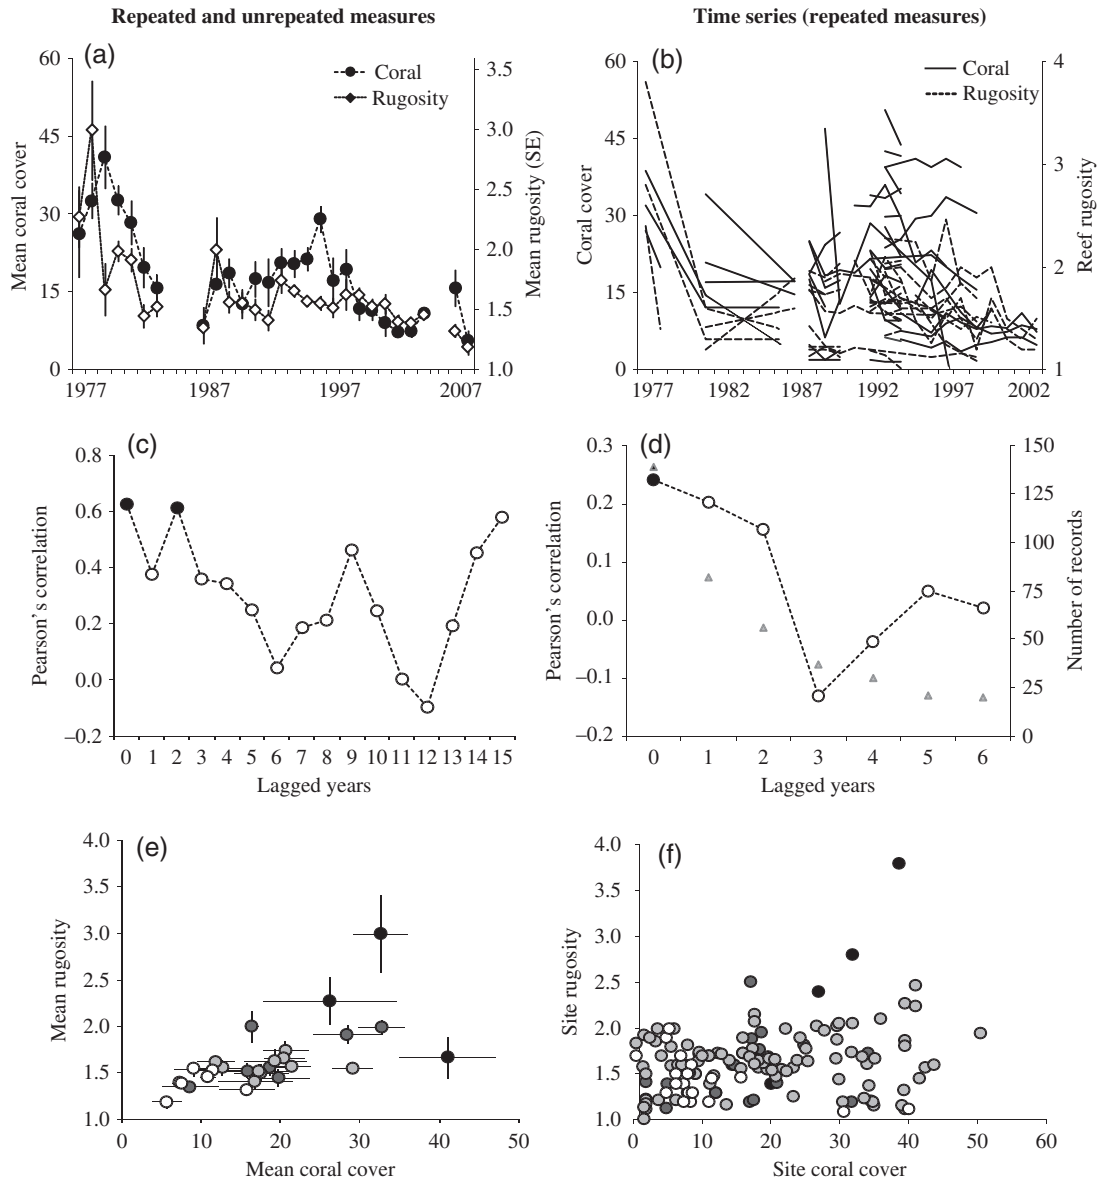 Repeated and unrepeated measures
Time series (repeated measures)
(a)
60
45
30
15
0
Mean coral cover
Coral
Rugosity
3.5
3.0
2.5
2.0
1.5
1.0
Mean rugosity (SE)
1977
1987
1997
2007
(b)
60
45
30
15
0
Coral cover
Coral
Rugosity
4
3
2
1
Reef rugosity
1977
1982
1987
1992
1997
2002
(c)
0.8
0.6
0.4
0.2
0.0
–0.2
Pearson's correlation
0 1 2 3 4 5 6 7 8 9 10 11 12 13 14 15
Lagged years
(d)
0.3
0.2
0.1
0.0
–0.1
–0.2
Pearson's correlation
150
125
100
75
50
25
0
Number of records
0 1 2 3 4 5 6
Lagged years
(e)
4.0
3.5
3.0
2.5
2.0
1.5
1.0
Mean rugosity
0 10 20 30 40 50
Mean coral cover
(f)
4.0
3.5
3.0
2.5
2.0
1.5
1.0
Site rugosity
0 10 20 30 40 50 60
Site coral cover